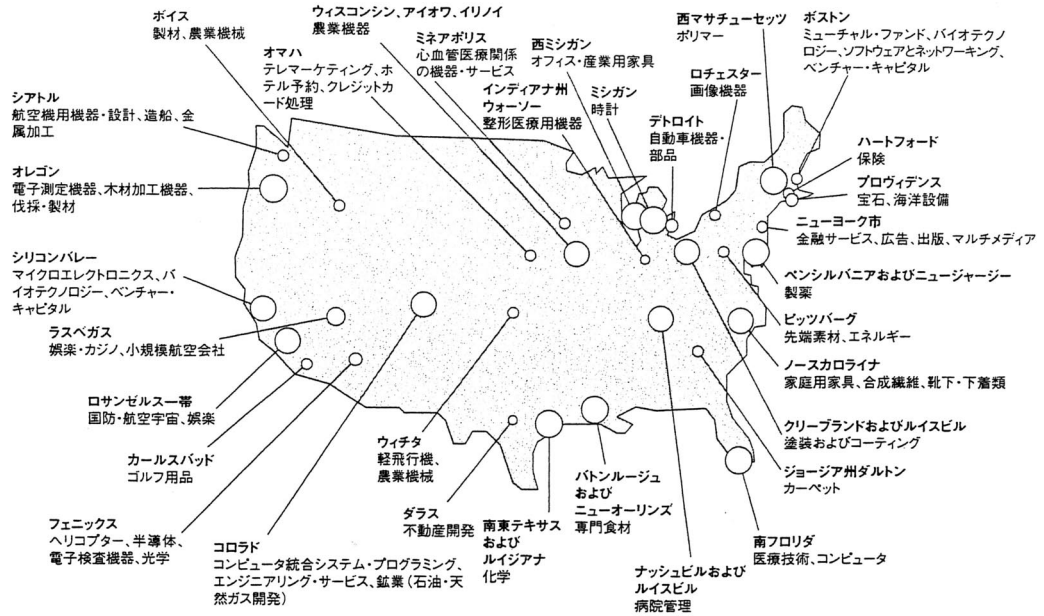 ボイス
製材、農業機械
ウィスコンシン、アイオワ、イリノイ
農業機器
ミネアポリス
心血管医療関係
の機器・サービス
オマハ
テレマーケティング、ホ
テル予約、クレジットカ
ード処理
西ミシガン
オフィス・産業用家具
インディアナ州
ウォーソー
整形医療用機器
ミシガン
時計
デトロイト
自動車機器・
部品
西マサチューセッツ
ポリマー
ロチェスター
画像機器
ボストン
ミューチャル・ファンド、バイオテクノ
ロジー、ソフトウェアとネットワーキング、
ベンチャー・キャピタル
シアトル
航空機用機器・設計、造船、金
属加工
オレゴン
電子測定機器、木材加工機器、
伐採・製材
シリコンバレー
マイクロエレクトロニクス、バ
イオテクノロジー、ベンチャー・
キャピタル
ラスベガス
娯楽・カジノ、小規模航空会社
ロサンゼルス一帯
国防・航空宇宙、娯楽
カールスバッド
ゴルフ用品
フェニックス
ヘリコプター、半導体、
電子検査機器、光学
コロラド
コンピュータ統合システム・プログラミング、
エンジニアリング・サービス、鉱業(石油・天
然ガス開発)
ウィチタ
軽飛行機、
農業機械
ダラス
不動産開発
南東テキサス
および
ルイジアナ
化学
バトンルージュ
および
ニューオーリンズ
専門食材
ナッシュビルおよび
ルイスビル
病院管理
ハートフォード
保険
プロヴィデンス
宝石、海洋設備
ニューヨーク市
金融サービス、広告、出版、マルチメディア
ペンシルバニアおよびニュージャージー
製薬
ピッツバーグ
先端素材、エネルギー
ノースカロライナ
家庭用家具、合成繊維、靴下・下着類
クリーブランドおよびルイスビル
塗装およびコーティング
ジョージア州ダルトン
カーペット
南フロリダ
医療技術、コンピュータ